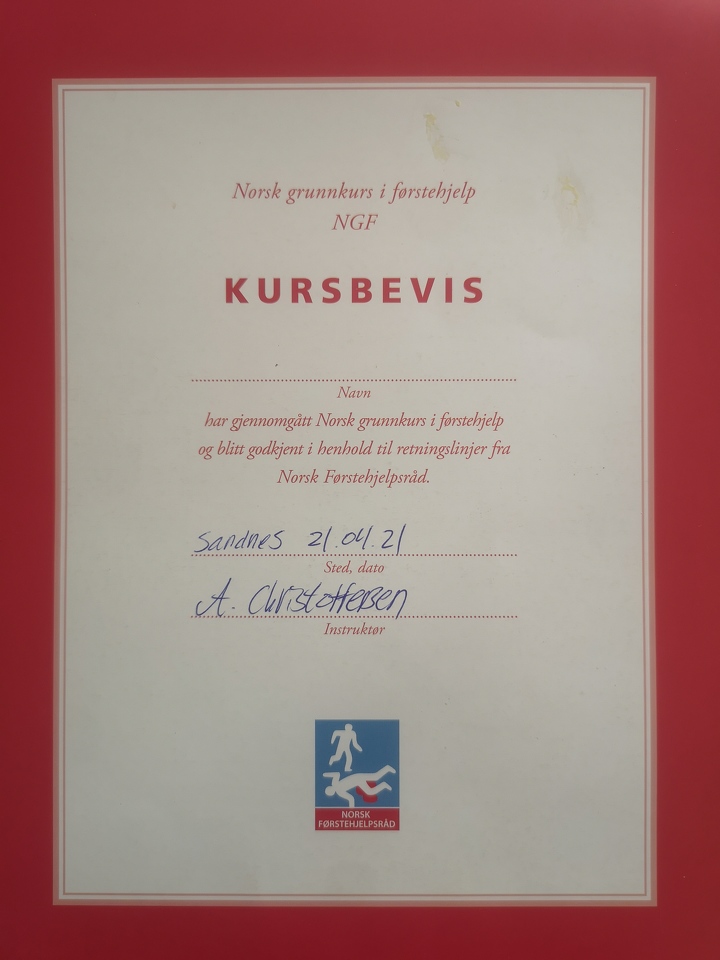 Norsk grunnkurs i førstehjelp
NGF
KURSBEVIS
Navn
har gjennomgått Norsk grunnkurs i førstehjelp
og blitt godkjent i henhold til retningslinjer fra
Norsk Førstehjelpsråd.
Sandnes 21.04.21
Sted, dato
A. Christoffersen
Instruktør
NORSK
FØRSTEHJELPSRÅD